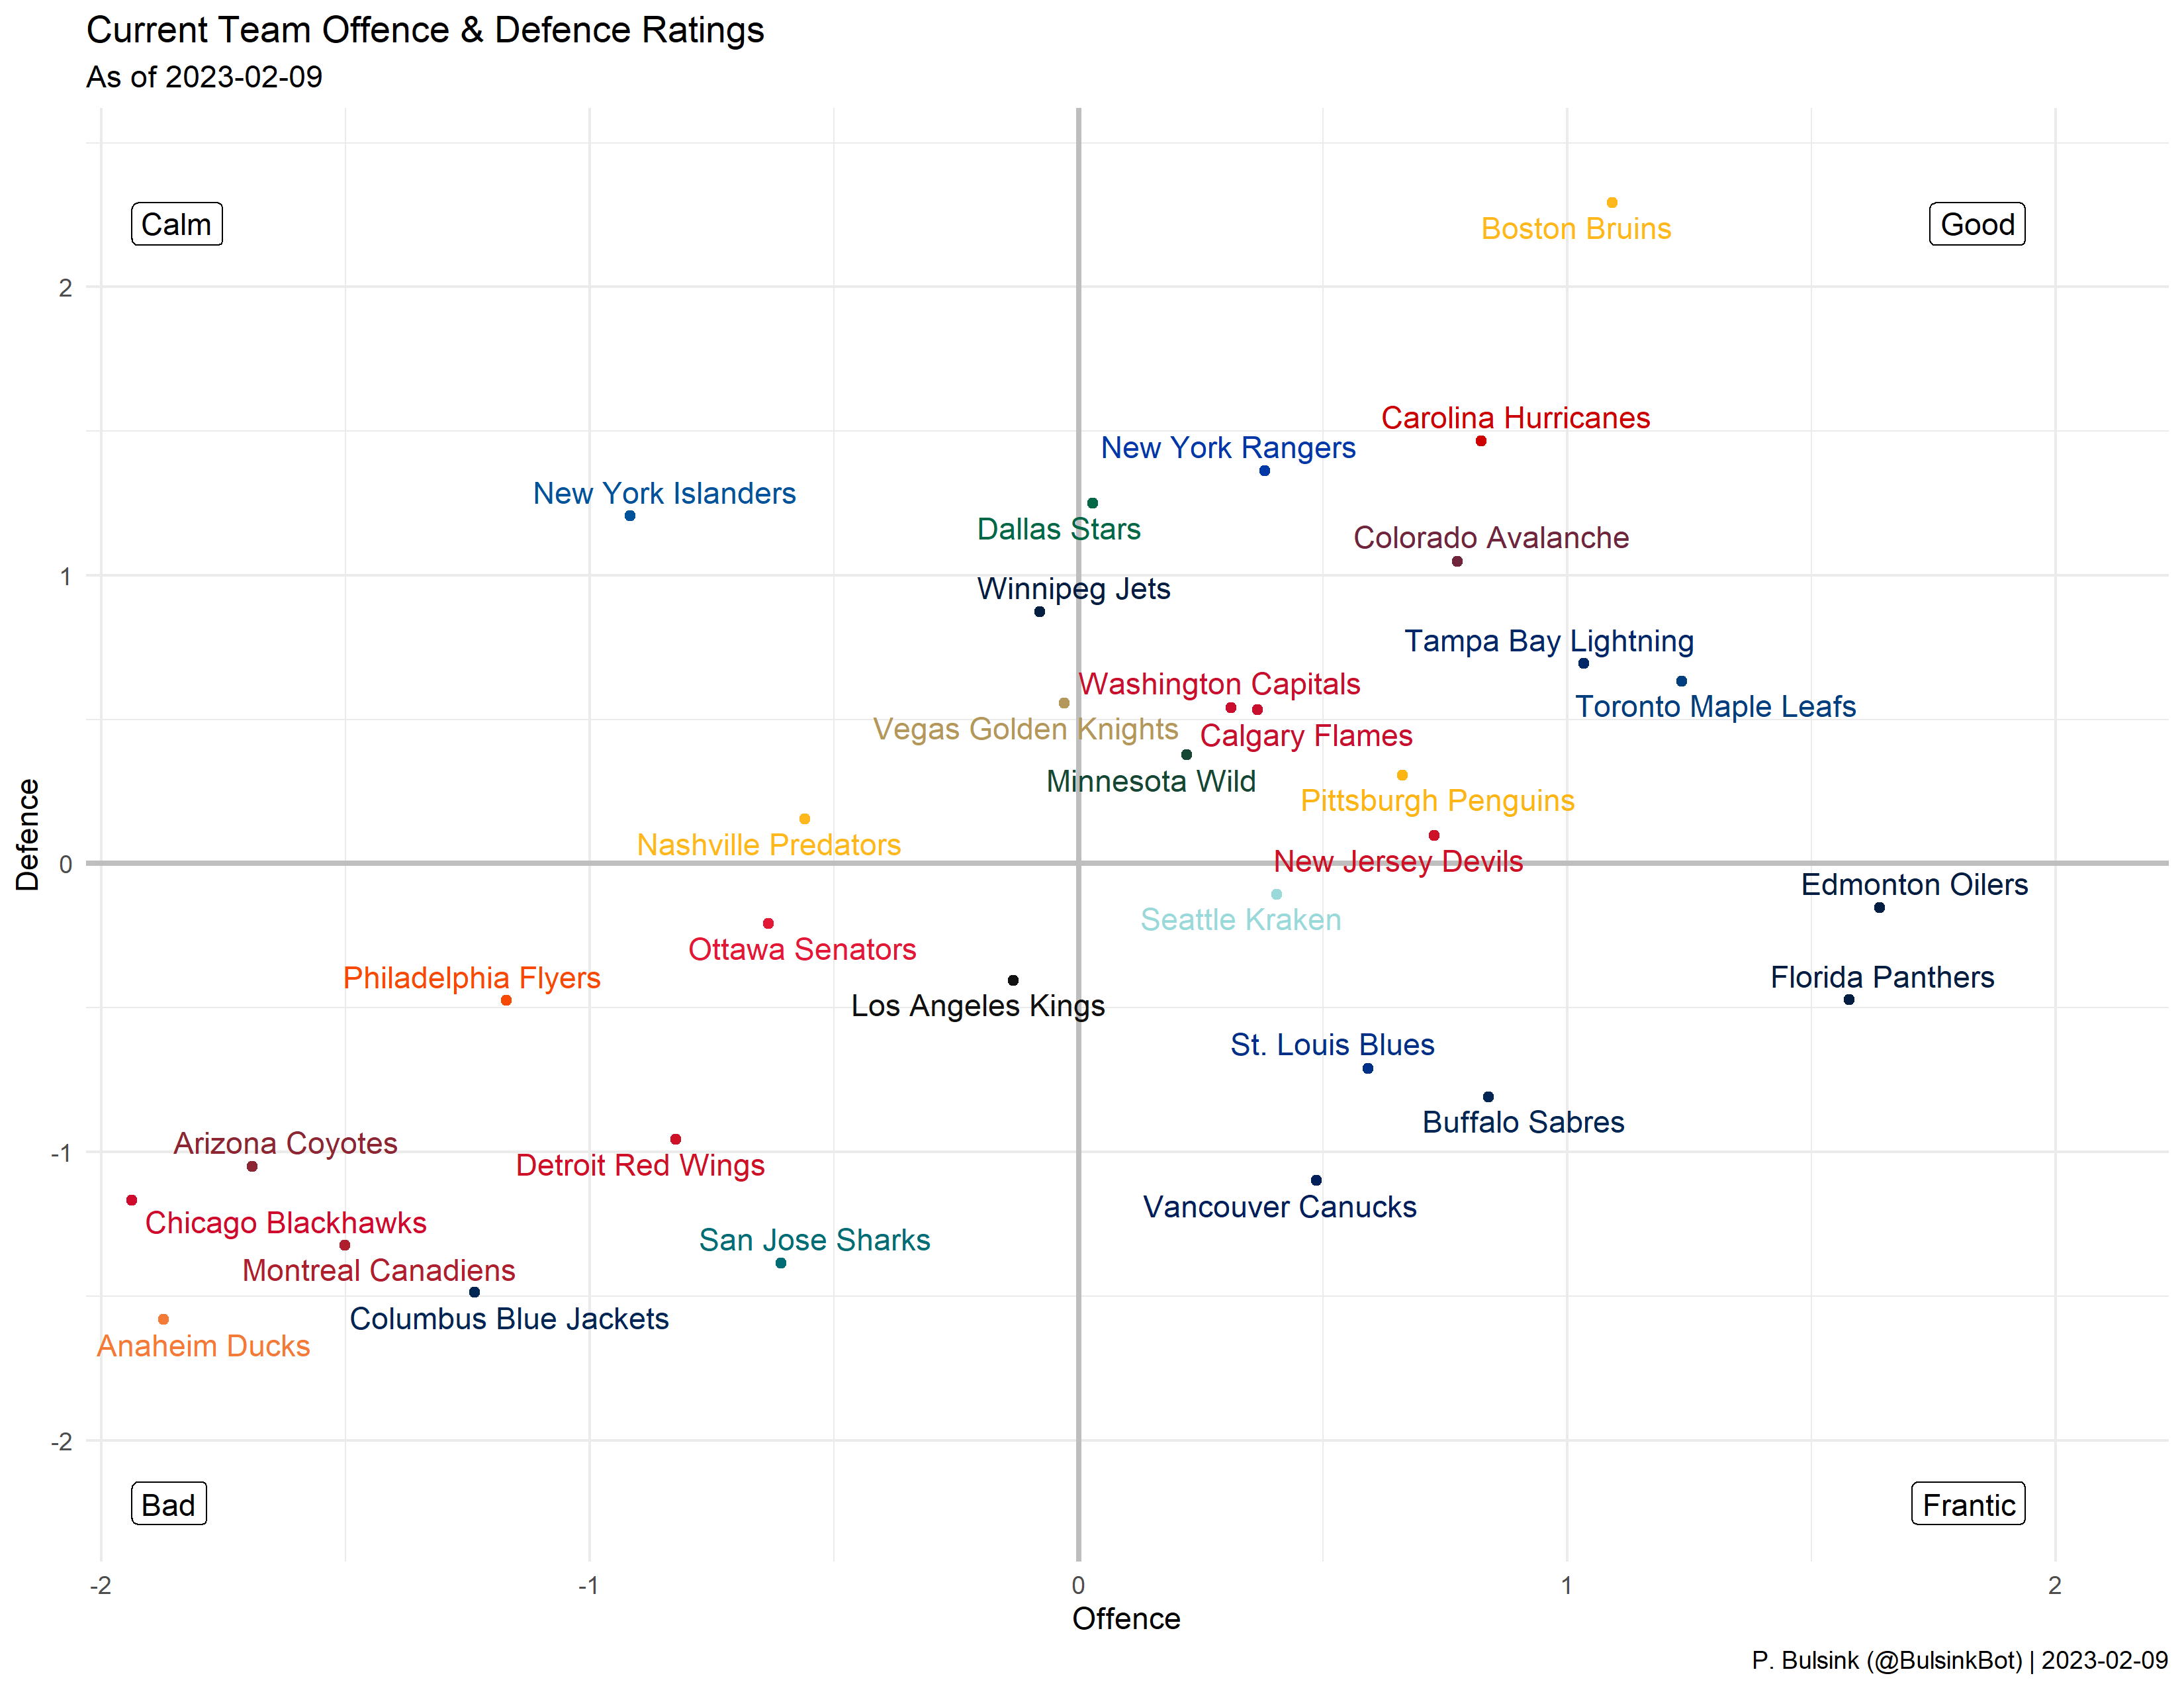 Current Team Offence & Defence Ratings
As of 2023-02-09
Calm
Good
Boston Bruins
2
Carolina Hurricanes
New York Rangers
New York Islanders
Dallas Stars
Colorado Avalanche
1
Winnipeg Jets
Tampa Bay Lightning
Washington Capitals
Toronto Maple Leafs
Vegas Golden Knights
Calgary Flames
Minnesota Wild
Pittsburgh Penguins
Nashville Predators
Defence
0
New Jersey Devils
Edmonton Oilers
Seattle Kraken
Ottawa Senators
Philadelphia Flyers
Florida Panthers
Los Angeles Kings
St. Louis Blues
Buffalo Sabres
Arizona Coyotes
-1
Detroit Red Wings
Vancouver Canucks
Chicago Blackhawks
San Jose Sharks
Montreal Canadiens
Columbus Blue Jackets
Anaheim Ducks
-2
Bad
Frantic
-2 -1 0 1 2
Offence
P. Bulsink (@BulsinkBot) | 2023-02-09